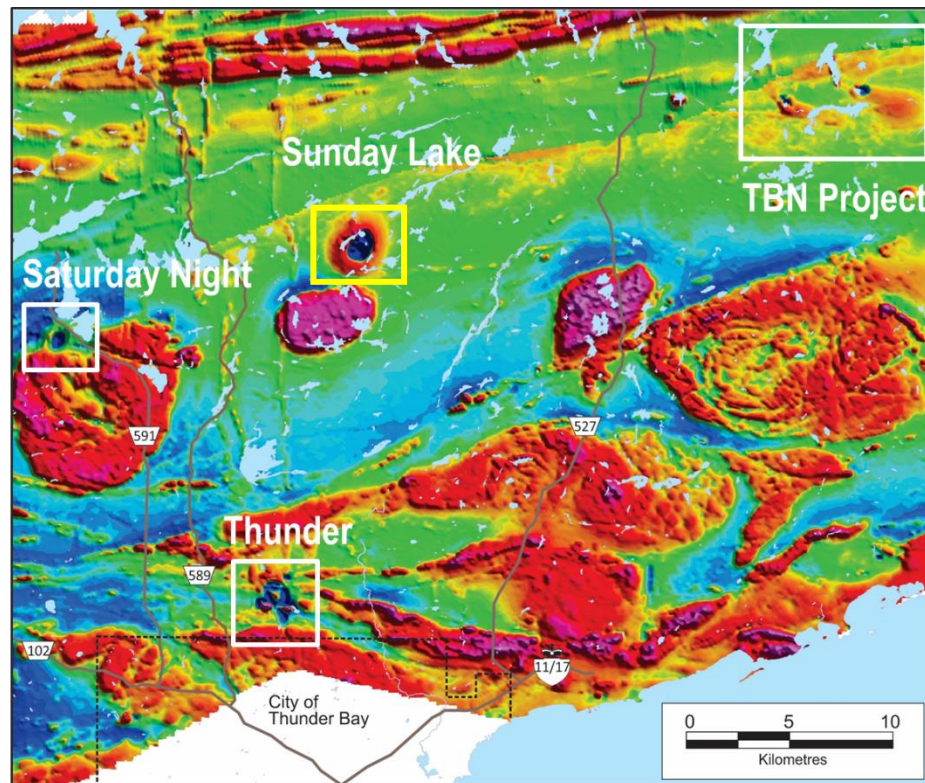 Sunday Lake
TBN Project
Saturday Night
591
527
Thunder
589
102
11/17
City of
Thunder Bay
0 5 10
Kilometres